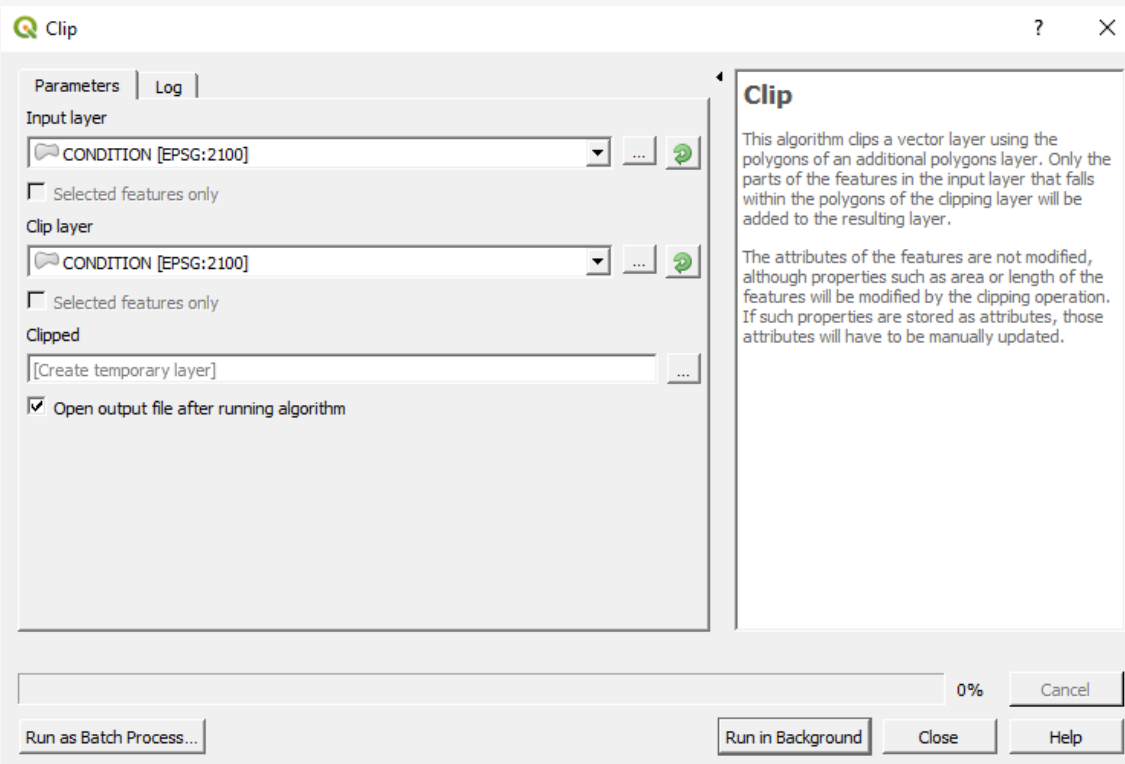 Clip
?
Parameters
Log
Input layer
CONDITION [EPSG:2100]
...
Selected features only
Clip layer
CONDITION [EPSG:2100]
...
Selected features only
Clipped
[Create temporary layer]
...
Open output file after running algorithm
Clip
This algorithm clips a vector layer using the
polygons of an additional polygons layer. Only the
parts of the features in the input layer that falls
within the polygons of the clipping layer will be
added to the resulting layer.
The attributes of the features are not modified,
although properties such as area or length of the
features will be modified by the clipping operation.
If such properties are stored as attributes, those
attributes will have to be manually updated.
0%
Cancel
Run as Batch Process...
Run in Background
Close
Help